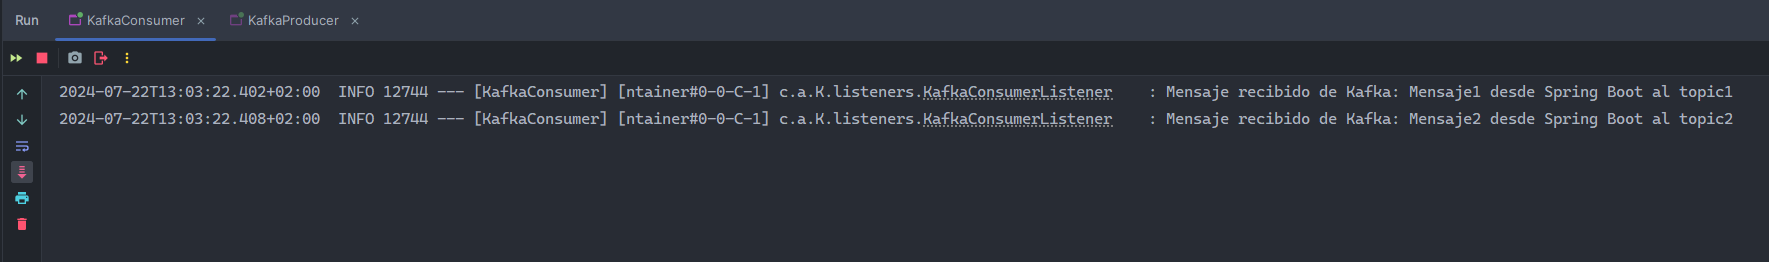 Run KafkaConsumer × KafkaProducer ×
2024-07-22T13:03:22.402+02:00  INFO 12744 --- [KafkaConsumer] [ntainer#0-0-C-1] c.a.K.listeners.KafkaConsumerListener    : Mensaje recibido de Kafka: Mensaje1 desde Spring Boot al topic1
2024-07-22T13:03:22.408+02:00  INFO 12744 --- [KafkaConsumer] [ntainer#0-0-C-1] c.a.K.listeners.KafkaConsumerListener    : Mensaje recibido de Kafka: Mensaje2 desde Spring Boot al topic2